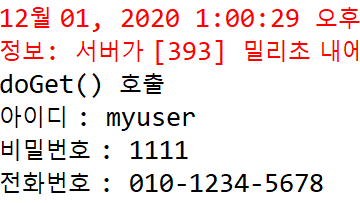 12월 01, 2020 1:00:29 오후
정보: 서버가 [393] 밀리초 내에
doGet() 호출
아이디 : myuser
비밀번호 : 1111
전화번호 : 010-1234-5678